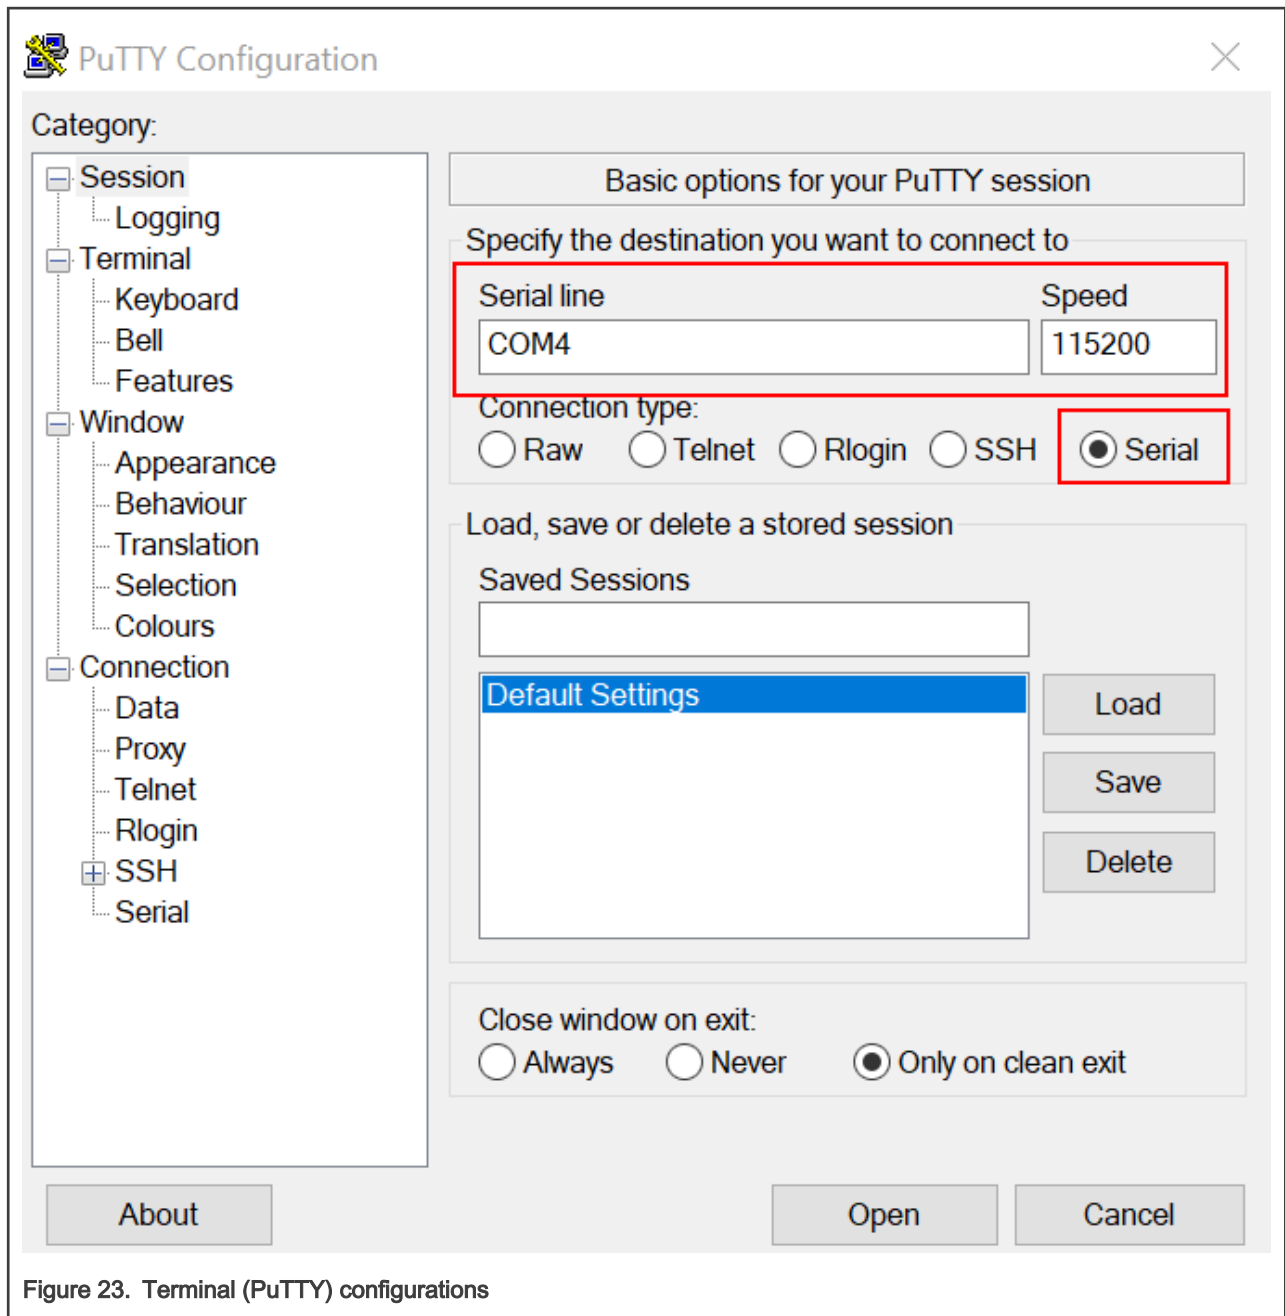 PuTTY Configuration
Category:
Session
Logging
Terminal
Keyboard
Bell
Features
Window
Appearance
Behaviour
Translation
Selection
Colours
Connection
Data
Proxy
Telnet
Rlogin
SSH
Serial
Basic options for your PuTTY session
Specify the destination you want to connect to
Serial line Speed
COM4 115200
Connection type:
Raw Telnet Rlogin SSH Serial
Load, save or delete a stored session
Saved Sessions
Default Settings
Load
Save
Delete
Close window on exit:
Always Never Only on clean exit
About Open Cancel
Figure 23. Terminal (PuTTY) configurations